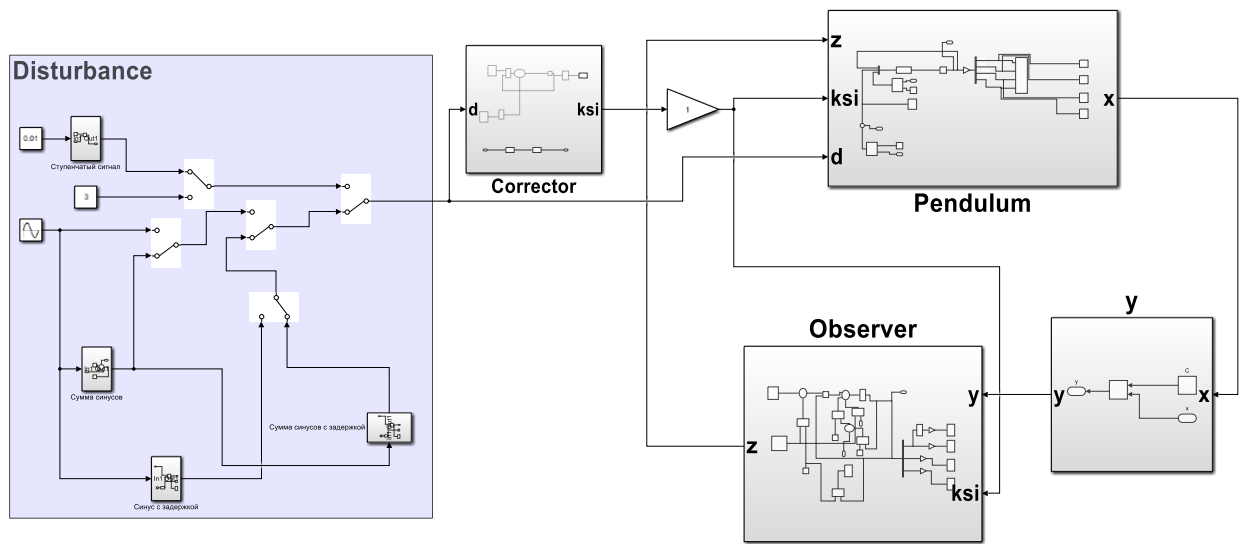 Disturbance
0.01
Ступенчатый сигнал
3
Сумма синусов
Сумма синусов с задержкой
In1
Синус с задержкой
d
ksi
Corrector
1
z
ksi
d
x
Pendulum
Observer
y
ksi
z
y
y
x
y
C
x